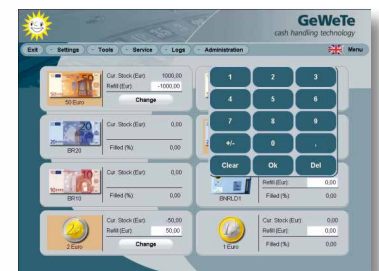 GeWeTe
cash handling technology
Exit Settings Tools Service Logs Administration Menu
Cur. Stock (Eur) 1000,00
Refill (Eur) -1000,00
50 Euro Change
Cur. Stock (Eur) 0,00
BR20 Filled (%) 0,00
Cur. Stock (Eur) 0,00
BR10 Filled (%) 0,00
Cur. Stock (Eur) -50,00
Refill (Eur) 50,00
2 Euro Change
1 2 3
4 5 6
7 8 9
+/- 0 ,
Clear Ok Del
Refill (Eur) 0,00
BNRLD1 Filled (%) 0,00
Cur. Stock (Eur) 0,00
Refill (Eur) 0,00
1 Euro Filled (%) 0,00